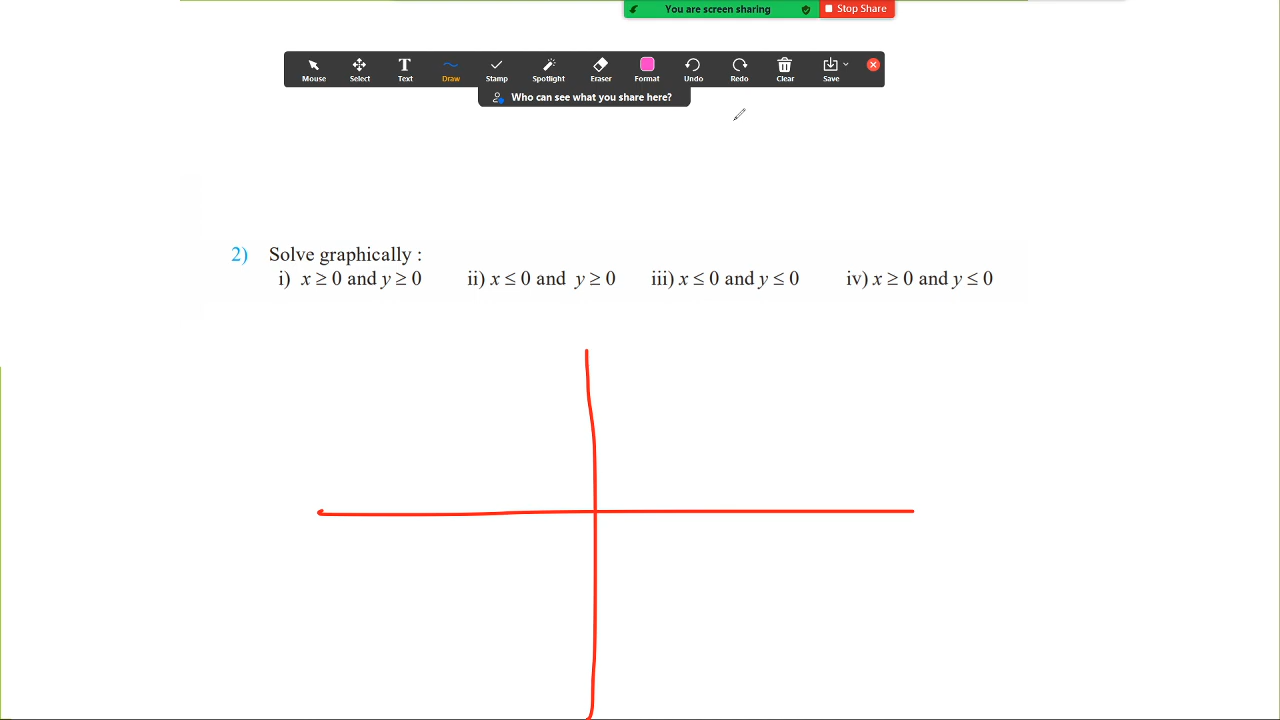 You are screen sharing Stop Share
Mouse Select Text Draw Stamp Spotlight Eraser Format Undo Redo Clear Save
Who can see what you share here?
2) Solve graphically :
i) x ≥ 0 and y ≥ 0 ii) x ≤ 0 and y ≥ 0 iii) x ≤ 0 and y ≤ 0 iv) x ≥ 0 and y ≤ 0